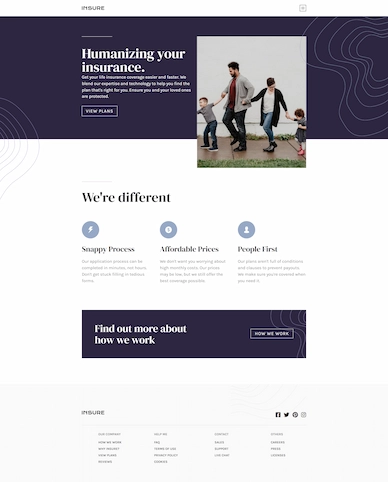 INSURE
Humanizing your
insurance.
Get your life insurance coverage easier and faster. We
blend our expertise and technology to help you find the
plan that's right for you. Ensure you and your loved ones
are protected.
VIEW PLANS
We're different
Snappy Process
Our application process can be
completed in minutes, not hours.
Don't get stuck filling in tedious
forms.
Affordable Prices
We don't want you worrying about
high monthly costs. Our prices
may be low, but we still offer the
best coverage possible.
People First
Our plans aren't full of conditions
and clauses to prevent payouts.
We make sure you're covered when
you need it.
Find out more about
how we work
HOW WE WORK
INSURE
OUR COMPANY
HOW WE WORK
WHY INSURE?
VIEW PLANS
REVIEWS
HELP ME
FAQ
TERMS OF USE
PRIVACY POLICY
COOKIES
CONTACT
SALES
SUPPORT
LIVE CHAT
OTHERS
CAREERS
PRESS
LICENSES